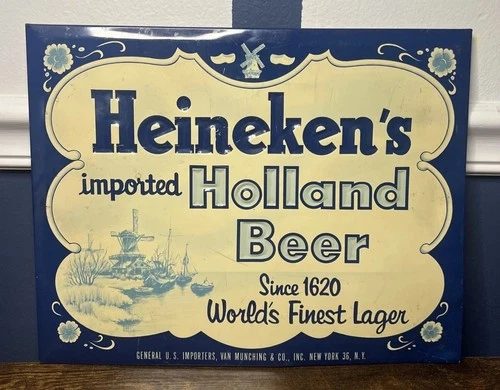 Heineken's
imported Holland
Beer
Since 1620
World's Finest Lager
GENERAL U.S. IMPORTERS, VAN MUNCHING & CO., INC. NEW YORK 36, N.Y.